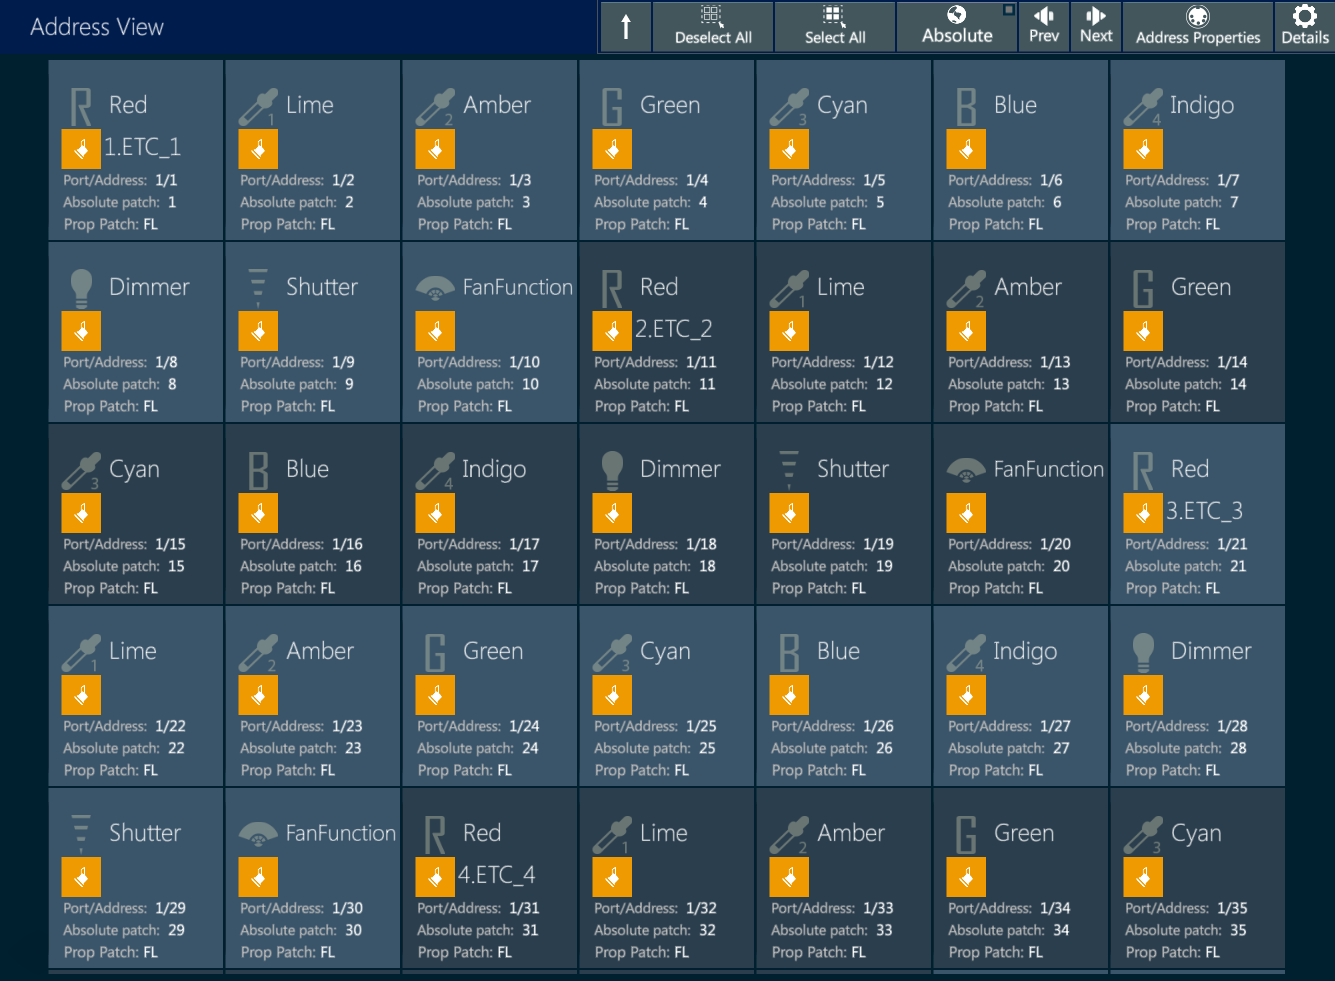 Address View
Deselect All
Select All
Absolute
Prev
Next
Address Properties
Details
R Red
1.ETC_1
Port/Address: 1/1
Absolute patch: 1
Prop Patch: FL
1 Lime
Port/Address: 1/2
Absolute patch: 2
Prop Patch: FL
2 Amber
Port/Address: 1/3
Absolute patch: 3
Prop Patch: FL
G Green
Port/Address: 1/4
Absolute patch: 4
Prop Patch: FL
3 Cyan
Port/Address: 1/5
Absolute patch: 5
Prop Patch: FL
B Blue
Port/Address: 1/6
Absolute patch: 6
Prop Patch: FL
4 Indigo
Port/Address: 1/7
Absolute patch: 7
Prop Patch: FL
Dimmer
Port/Address: 1/8
Absolute patch: 8
Prop Patch: FL
Shutter
Port/Address: 1/9
Absolute patch: 9
Prop Patch: FL
FanFunction
Port/Address: 1/10
Absolute patch: 10
Prop Patch: FL
R Red
2.ETC_2
Port/Address: 1/11
Absolute patch: 11
Prop Patch: FL
1 Lime
Port/Address: 1/12
Absolute patch: 12
Prop Patch: FL
2 Amber
Port/Address: 1/13
Absolute patch: 13
Prop Patch: FL
G Green
Port/Address: 1/14
Absolute patch: 14
Prop Patch: FL
3 Cyan
Port/Address: 1/15
Absolute patch: 15
Prop Patch: FL
B Blue
Port/Address: 1/16
Absolute patch: 16
Prop Patch: FL
4 Indigo
Port/Address: 1/17
Absolute patch: 17
Prop Patch: FL
Dimmer
Port/Address: 1/18
Absolute patch: 18
Prop Patch: FL
Shutter
Port/Address: 1/19
Absolute patch: 19
Prop Patch: FL
FanFunction
Port/Address: 1/20
Absolute patch: 20
Prop Patch: FL
R Red
3.ETC_3
Port/Address: 1/21
Absolute patch: 21
Prop Patch: FL
1 Lime
Port/Address: 1/22
Absolute patch: 22
Prop Patch: FL
2 Amber
Port/Address: 1/23
Absolute patch: 23
Prop Patch: FL
G Green
Port/Address: 1/24
Absolute patch: 24
Prop Patch: FL
3 Cyan
Port/Address: 1/25
Absolute patch: 25
Prop Patch: FL
B Blue
Port/Address: 1/26
Absolute patch: 26
Prop Patch: FL
4 Indigo
Port/Address: 1/27
Absolute patch: 27
Prop Patch: FL
Dimmer
Port/Address: 1/28
Absolute patch: 28
Prop Patch: FL
Shutter
Port/Address: 1/29
Absolute patch: 29
Prop Patch: FL
FanFunction
Port/Address: 1/30
Absolute patch: 30
Prop Patch: FL
R Red
4.ETC_4
Port/Address: 1/31
Absolute patch: 31
Prop Patch: FL
1 Lime
Port/Address: 1/32
Absolute patch: 32
Prop Patch: FL
2 Amber
Port/Address: 1/33
Absolute patch: 33
Prop Patch: FL
G Green
Port/Address: 1/34
Absolute patch: 34
Prop Patch: FL
3 Cyan
Port/Address: 1/35
Absolute patch: 35
Prop Patch: FL